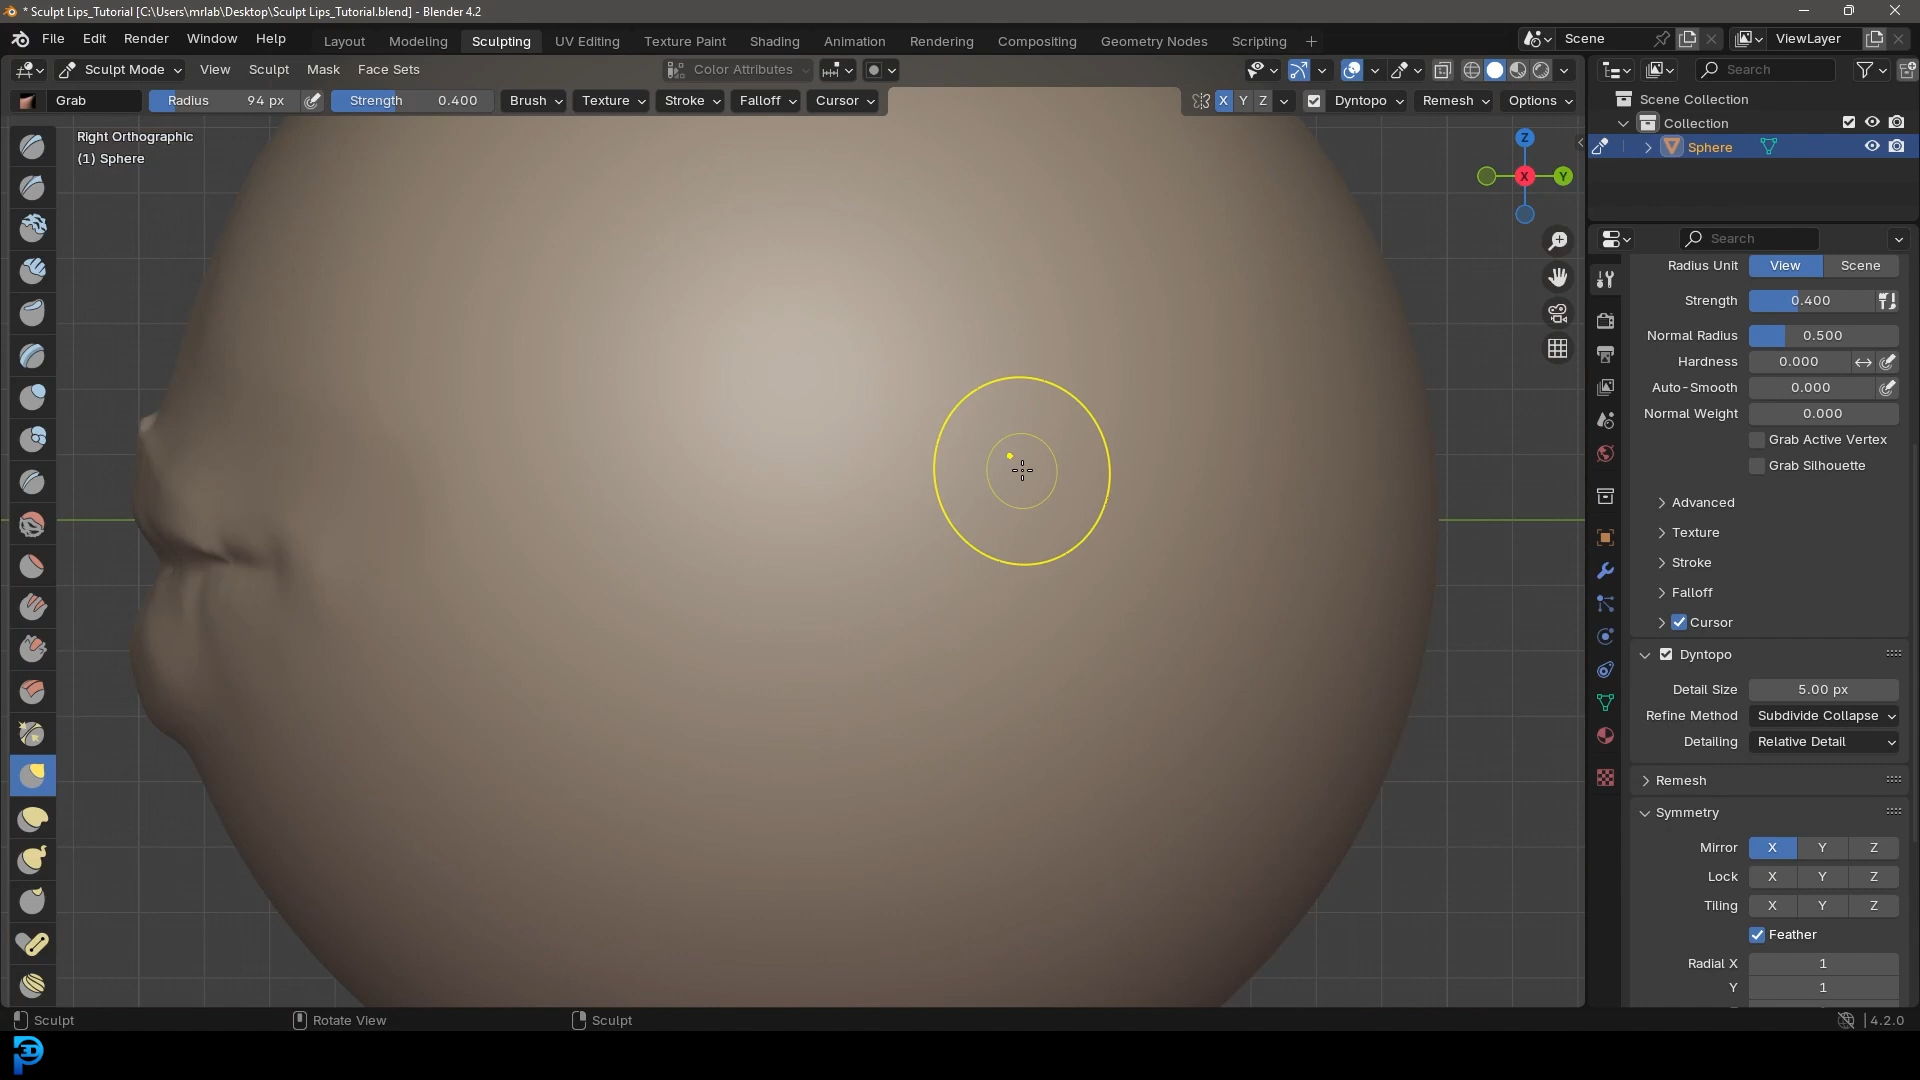 * Sculpt Lips_Tutorial [C:\Users\mrlab\Desktop\Sculpt Lips_Tutorial.blend] - Blender 4.2
File Edit Render Window Help Layout Modeling Sculpting UV Editing Texture Paint Shading Animation Rendering Compositing Geometry Nodes Scripting + Scene ViewLayer
Sculpt Mode View Sculpt Mask Face Sets Color Attributes Search
Grab Radius 94 px Strength 0.400 Brush Texture Stroke Falloff Cursor X Y Z Dyntopo Remesh Options
Scene Collection
Collection
Sphere
Right Orthographic
(1) Sphere
Z
X
Y
Search
Radius Unit View Scene
Strength 0.400
Normal Radius 0.500
Hardness 0.000
Auto-Smooth 0.000
Normal Weight 0.000
Grab Active Vertex
Grab Silhouette
Advanced
Texture
Stroke
Falloff
Cursor
Dyntopo
Detail Size 5.00 px
Refine Method Subdivide Collapse
Detailing Relative Detail
Remesh
Symmetry
Mirror X Y Z
Lock X Y Z
Tiling X Y Z
Feather
Radial X 1
Y 1
Sculpt Rotate View Sculpt 4.2.0
3D